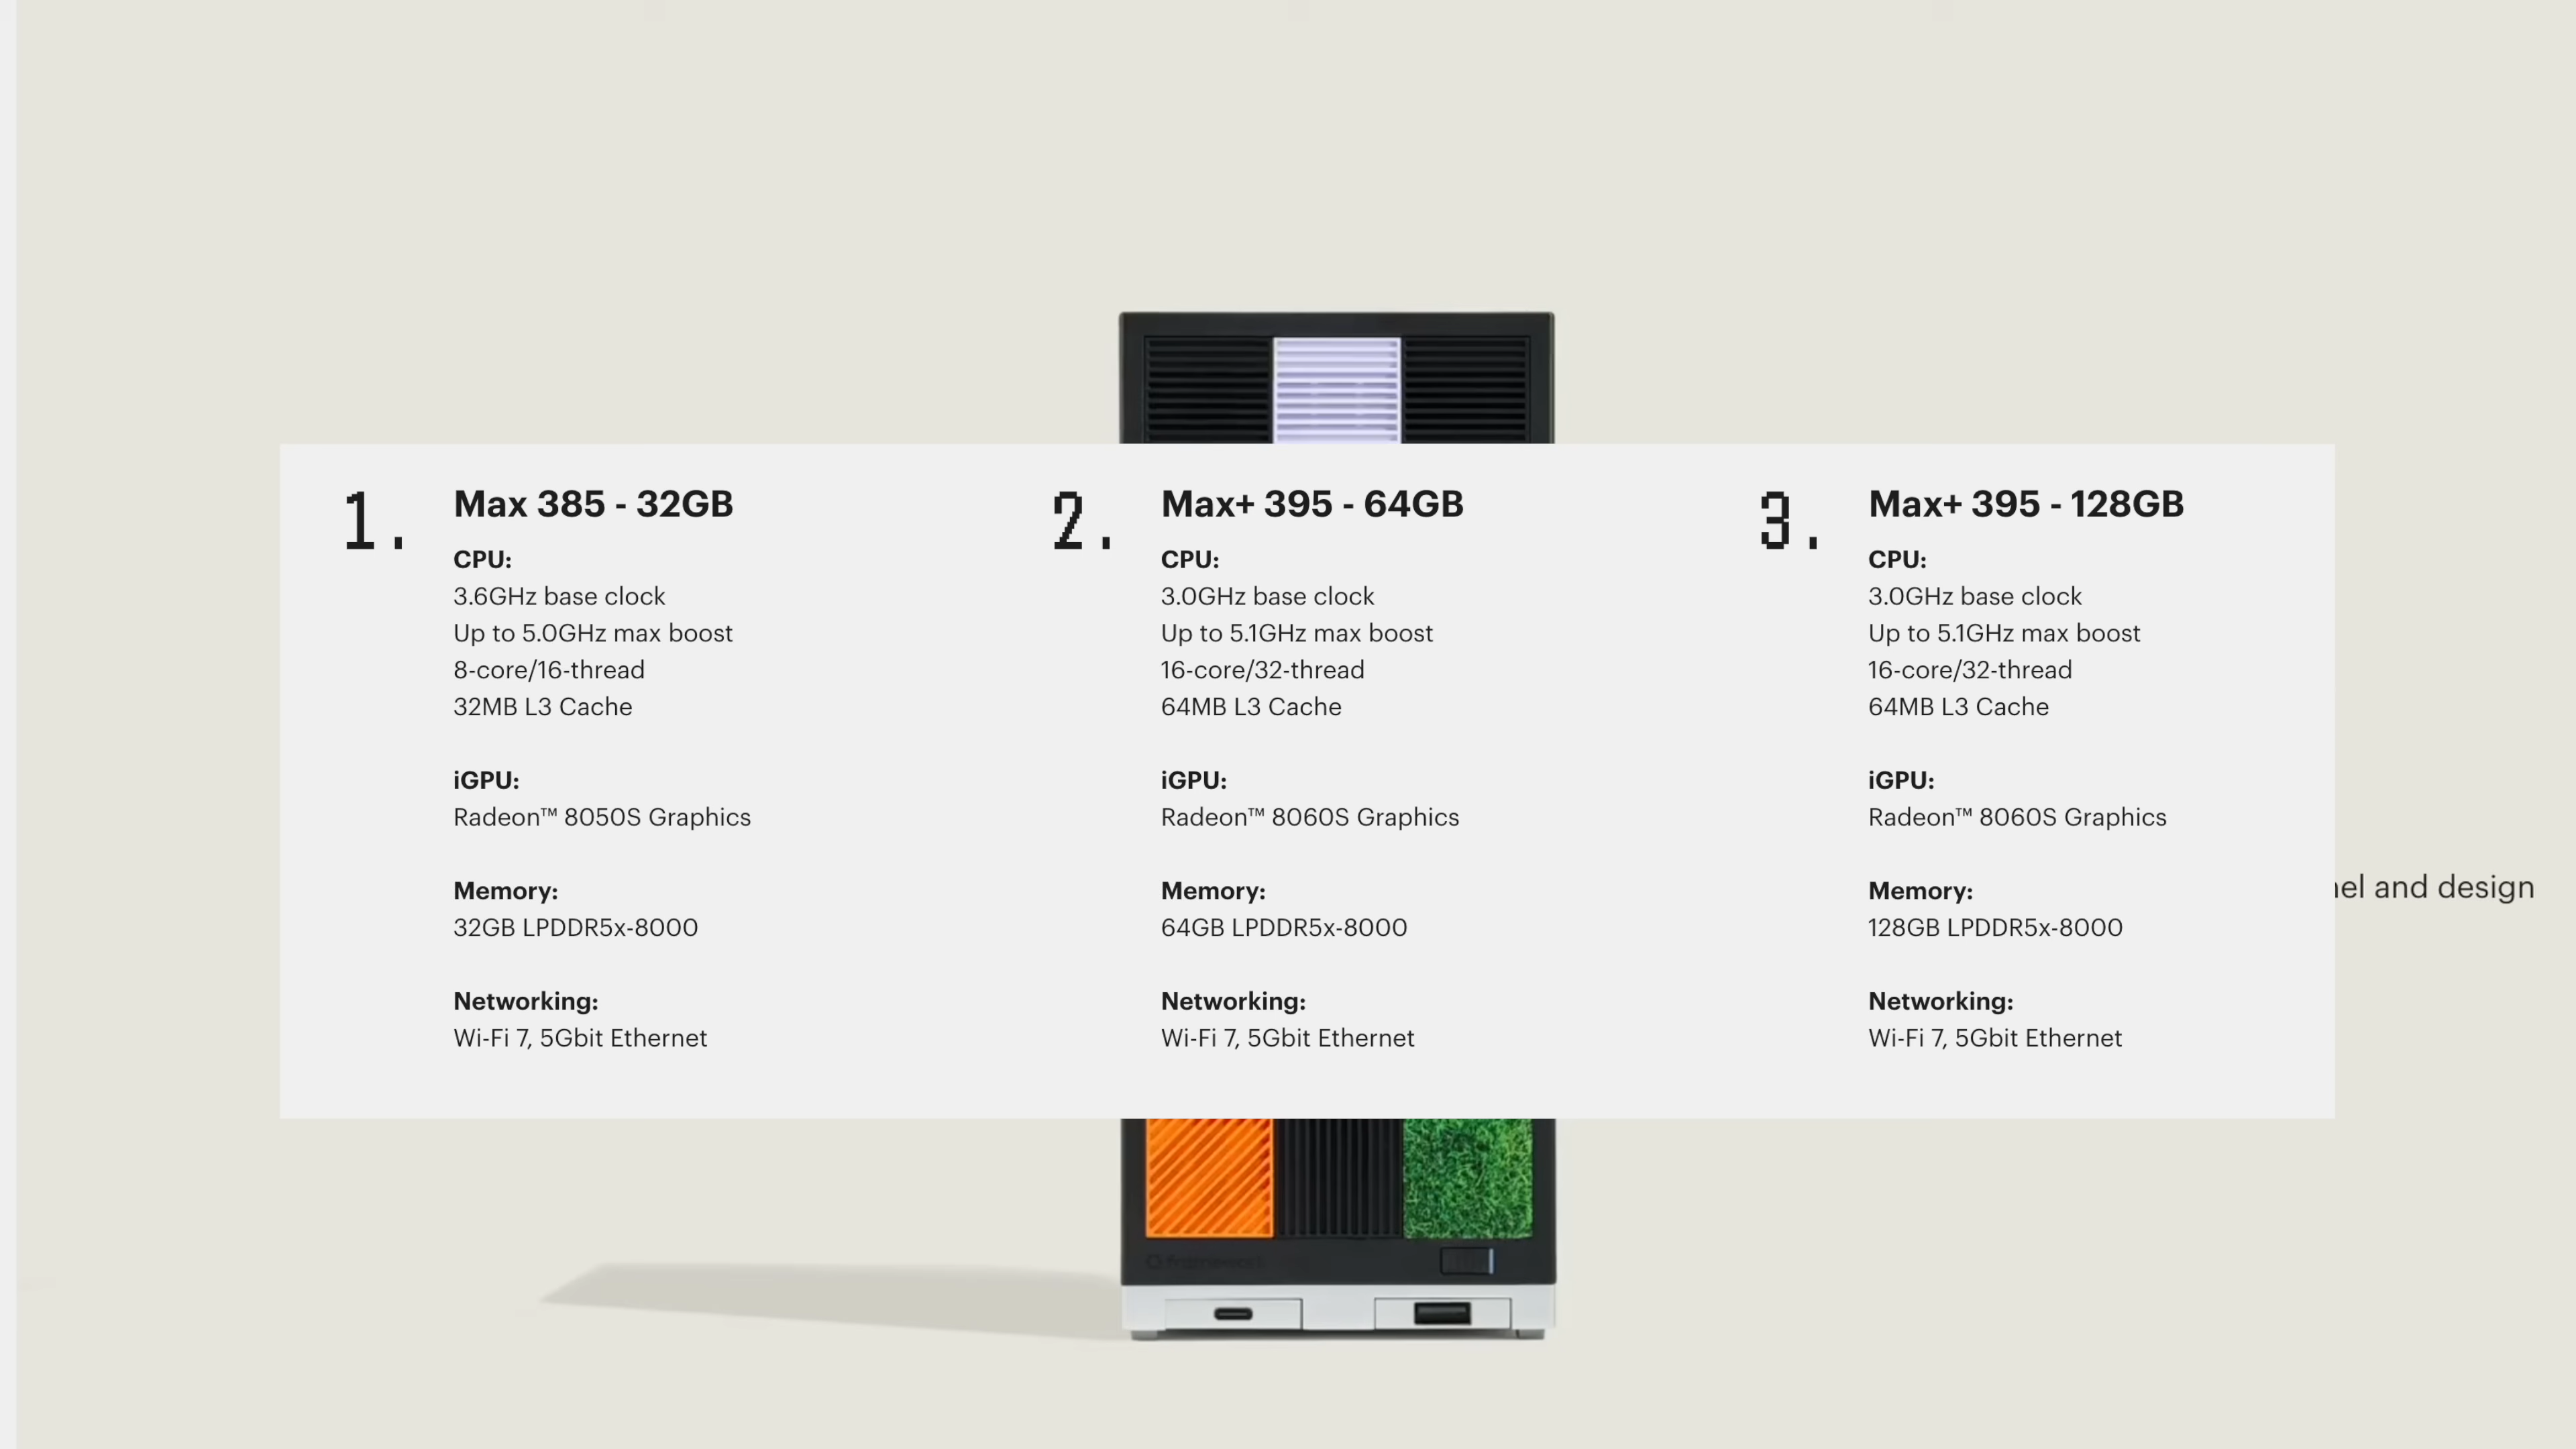 1.
Max 385 - 32GB
CPU:
3.6GHz base clock
Up to 5.0GHz max boost
8-core/16-thread
32MB L3 Cache
iGPU:
Radeon™ 8050S Graphics
Memory:
32GB LPDDR5x-8000
Networking:
Wi-Fi 7, 5Gbit Ethernet
2.
Max+ 395 - 64GB
CPU:
3.0GHz base clock
Up to 5.1GHz max boost
16-core/32-thread
64MB L3 Cache
iGPU:
Radeon™ 8060S Graphics
Memory:
64GB LPDDR5x-8000
Networking:
Wi-Fi 7, 5Gbit Ethernet
3.
Max+ 395 - 128GB
CPU:
3.0GHz base clock
Up to 5.1GHz max boost
16-core/32-thread
64MB L3 Cache
iGPU:
Radeon™ 8060S Graphics
Memory:
128GB LPDDR5x-8000
Networking:
Wi-Fi 7, 5Gbit Ethernet
and design
framework